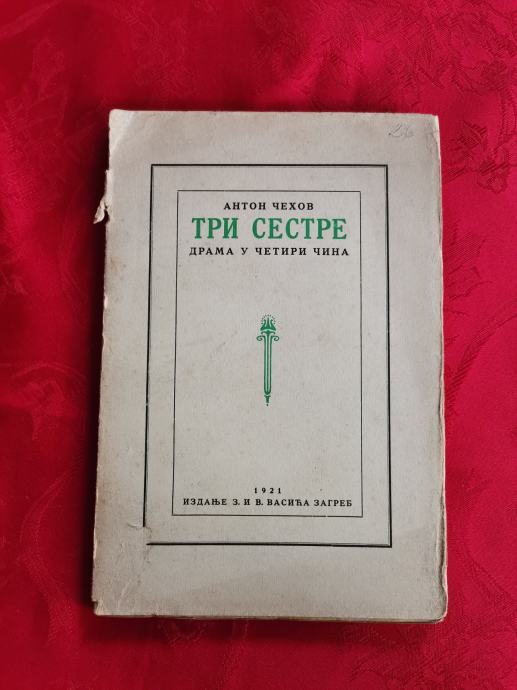 АНТОН ЧЕХОВ
ТРИ СЕСТРЕ
ДРАМА У ЧЕТИРИ ЧИНА
1921
ИЗДАЊЕ З. И В. ВАСИЋА ЗАГРЕБ